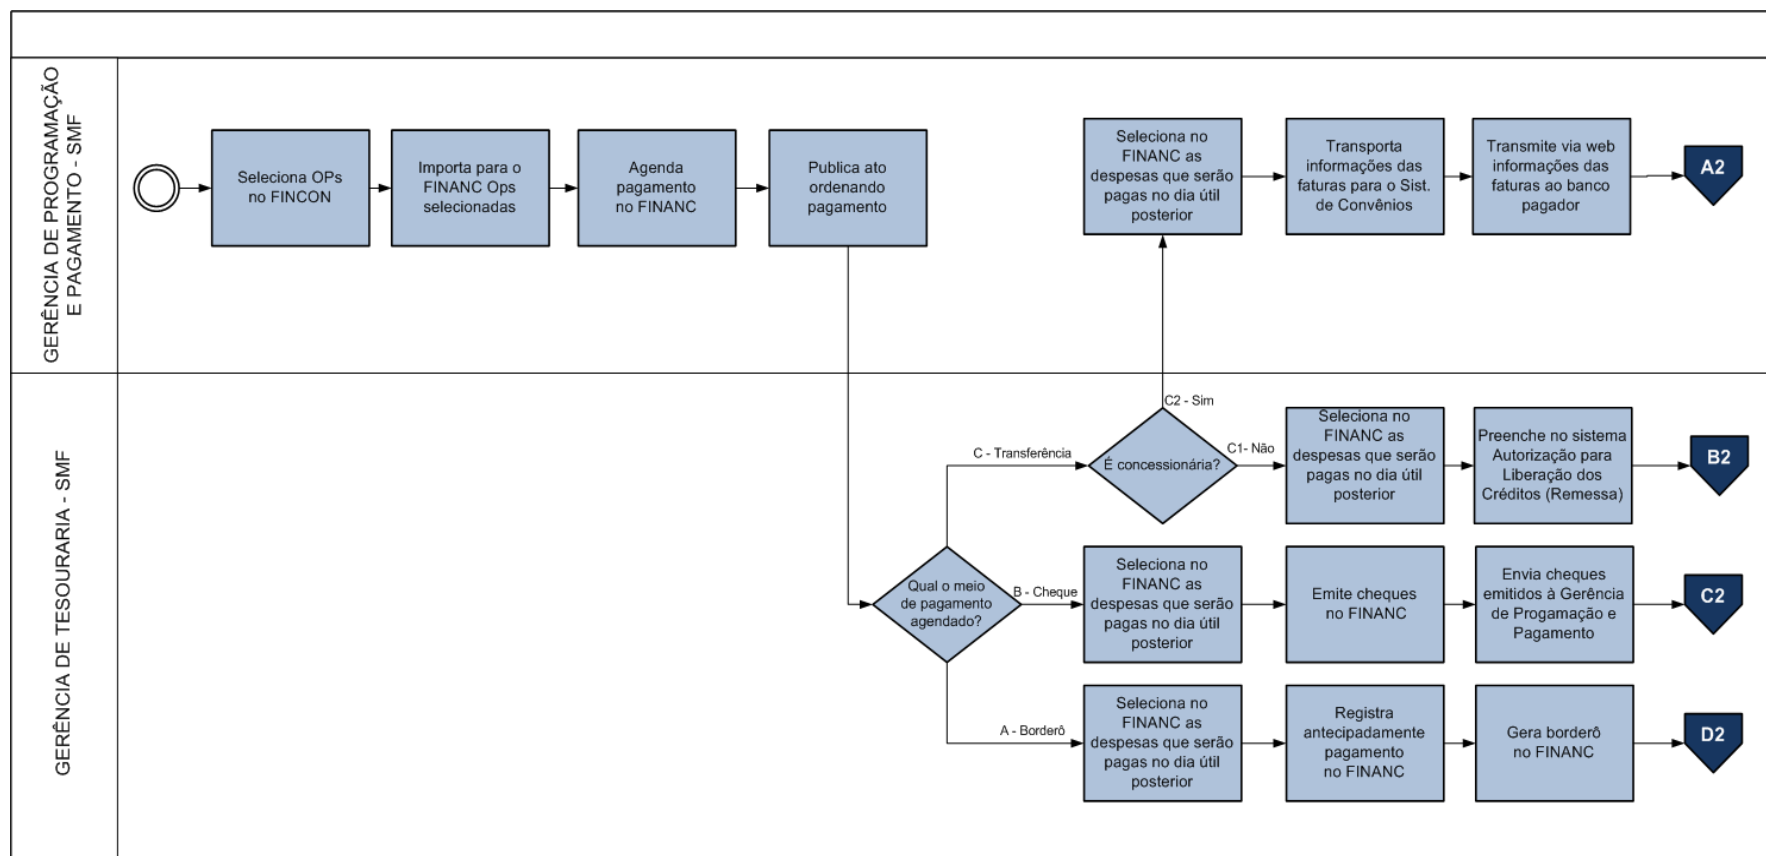 GERÊNCIA DE PROGRAMAÇÃO
E PAGAMENTO - SMF
Seleciona OPs
no FINCON
Importa para o
FINANC Ops
selecionadas
Agenda
pagamento
no FINANC
Publica ato
ordenando
pagamento
Seleciona no
FINANC as
despesas que serão
pagas no dia útil
posterior
Transporta
informações das
faturas para o Sist.
de Convênios
Transmite via web
informações das
faturas ao banco
pagador
A2
GERÊNCIA DE TESOURARIA - SMF
C2 - Sim
C - Transferência
É concessionária?
C1- Não
Seleciona no
FINANC as
despesas que serão
pagas no dia útil
posterior
Preenche no sistema
Autorização para
Liberação dos
Créditos (Remessa)
B2
Qual o meio
de pagamento
agendado?
B - Cheque
Seleciona no
FINANC as
despesas que serão
pagas no dia útil
posterior
Emite cheques
no FINANC
Envia cheques
emitidos à Gerência
de Progamação e
Pagamento
C2
A - Borderô
Seleciona no
FINANC as
despesas que serão
pagas no dia útil
posterior
Registra
antecipadamente
pagamento
no FINANC
Gera borderô
no FINANC
D2